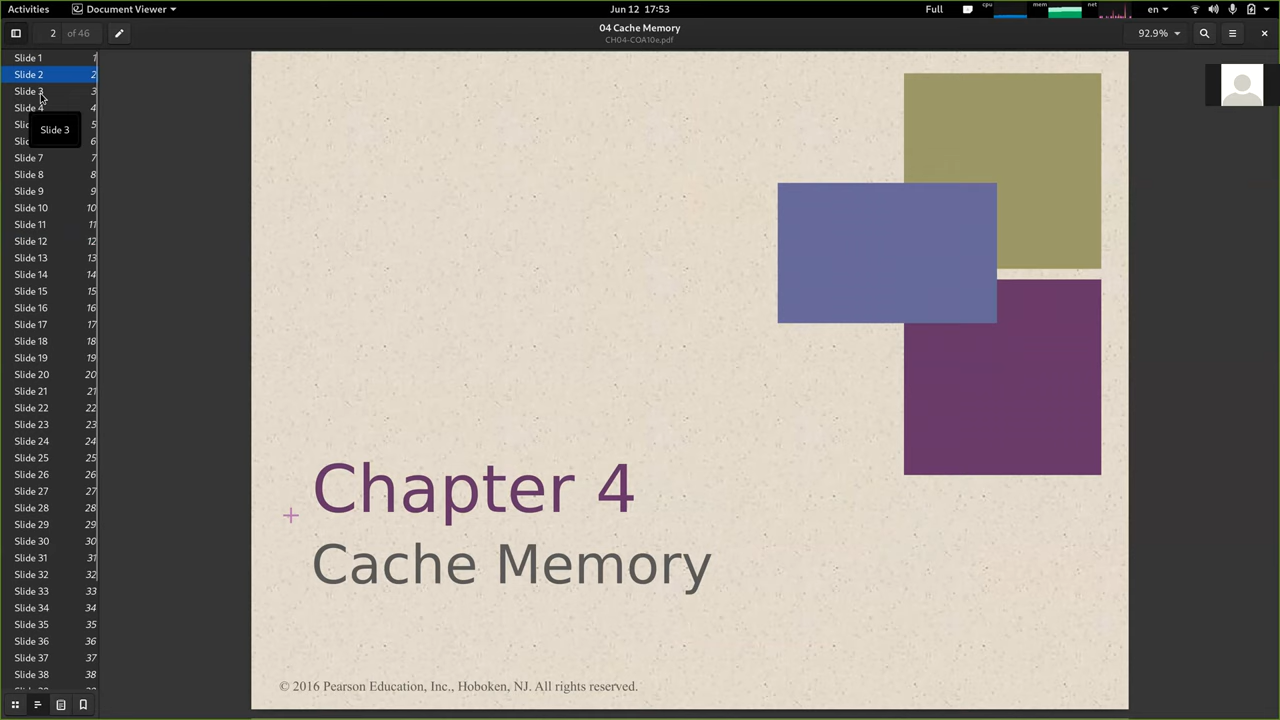 Activities Document Viewer Jun 12 17:53 Full cpu mem net en
2 of 46 04 Cache Memory 92.9%
CH04-COA10e.pdf
Slide 1 1
Slide 2 2
Slide 3 3
Slide 4 4
Slide 3
5
6
Slide 7 7
Slide 8 8
Slide 9 9
Slide 10 10
Slide 11 11
Slide 12 12
Slide 13 13
Slide 14 14
Slide 15 15
Slide 16 16
Slide 17 17
Slide 18 18
Slide 19 19
Slide 20 20
Slide 21 21
Slide 22 22
Slide 23 23
Slide 24 24
Slide 25 25
Slide 26 26
Slide 27 27
Slide 28 28
Slide 29 29
Slide 30 30
Slide 31 31
Slide 32 32
Slide 33 33
Slide 34 34
Slide 35 35
Slide 36 36
Slide 37 37
Slide 38 38
+ Chapter 4
Cache Memory
© 2016 Pearson Education, Inc., Hoboken, NJ. All rights reserved.